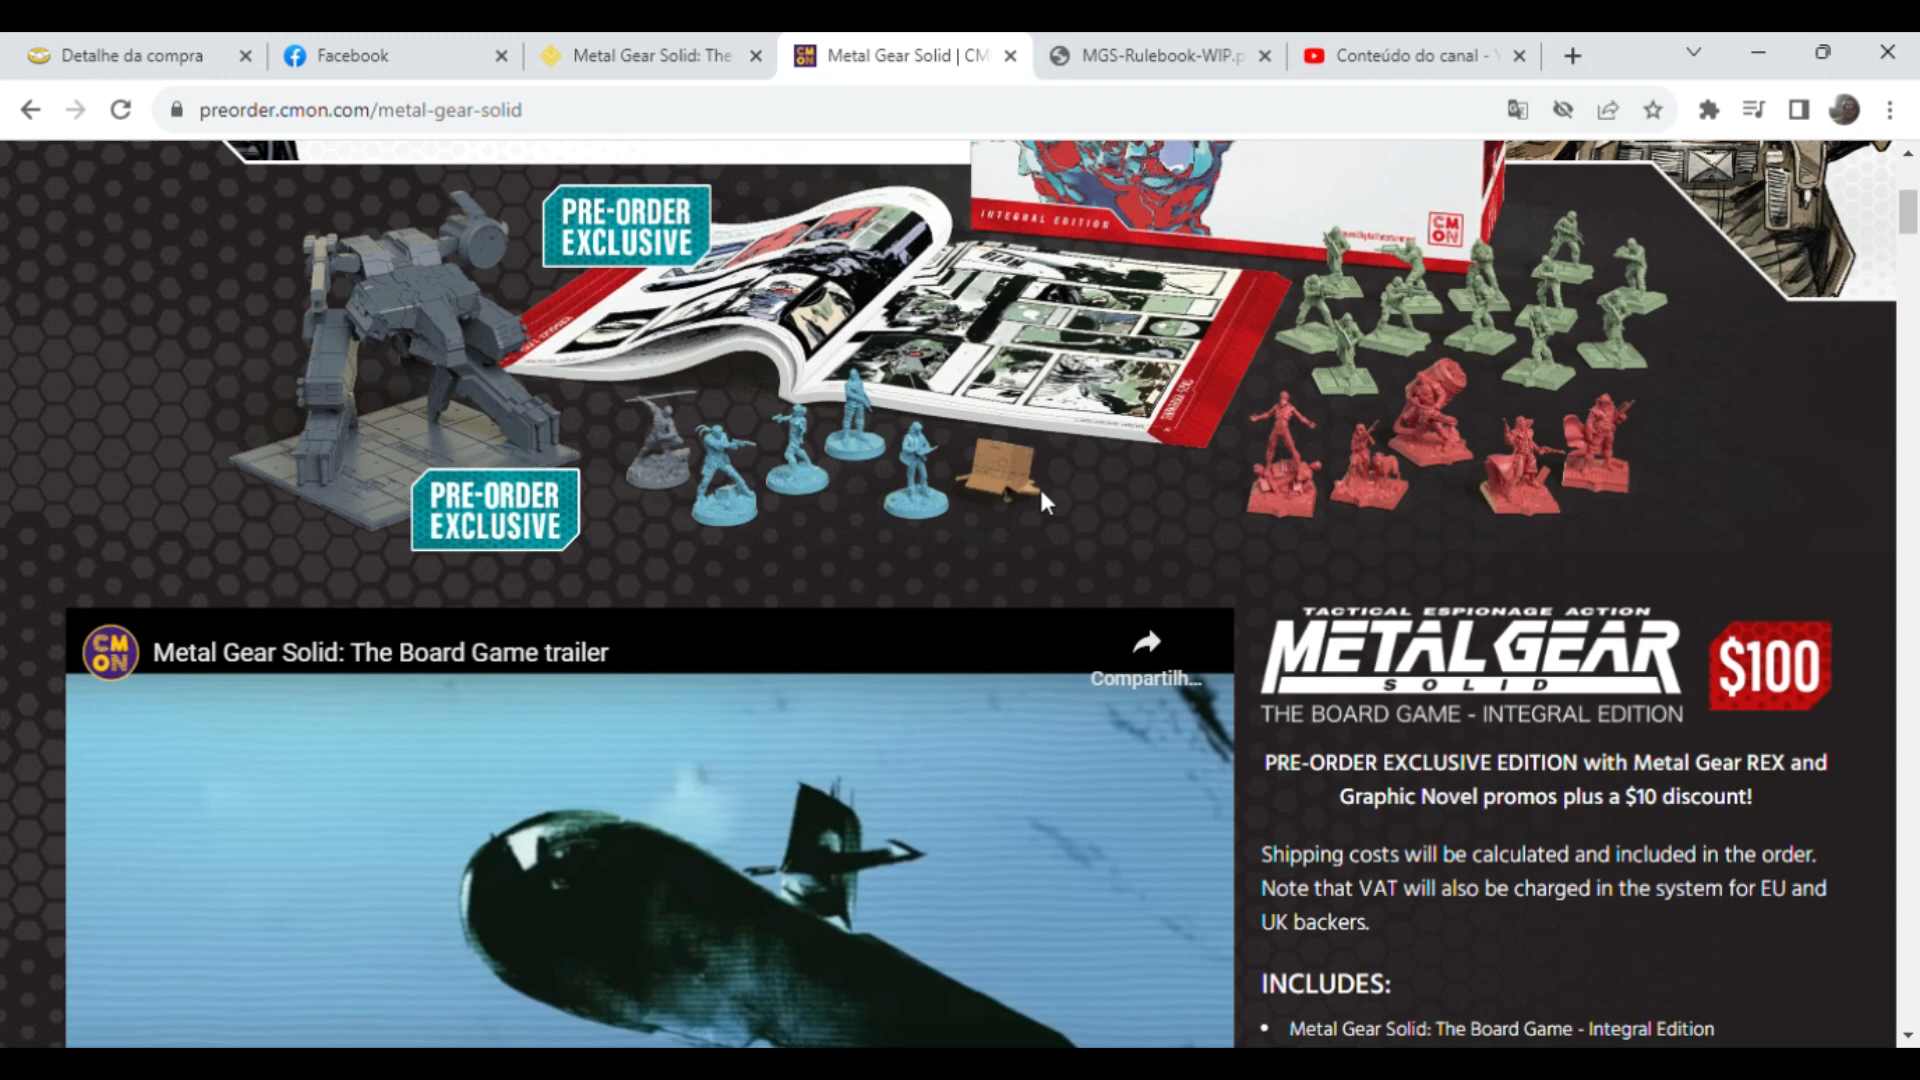 Detalhe da compra
Facebook
Metal Gear Solid: The
Metal Gear Solid | CM
MGS-Rulebook-WIP.p
Conteúdo do canal -
preorder.cmon.com/metal-gear-solid
PRE-ORDER
EXCLUSIVE
INTEGRAL EDITION
CM
ON
PRE-ORDER
EXCLUSIVE
CM
ON
Metal Gear Solid: The Board Game trailer
Compartilh...
TACTICAL ESPIONAGE ACTION
METAL GEAR
SOLID
THE BOARD GAME - INTEGRAL EDITION
$100
PRE-ORDER EXCLUSIVE EDITION with Metal Gear REX and
Graphic Novel promos plus a $10 discount!
Shipping costs will be calculated and included in the order.
Note that VAT will also be charged in the system for EU and
UK backers.
INCLUDES:
• Metal Gear Solid: The Board Game - Integral Edition